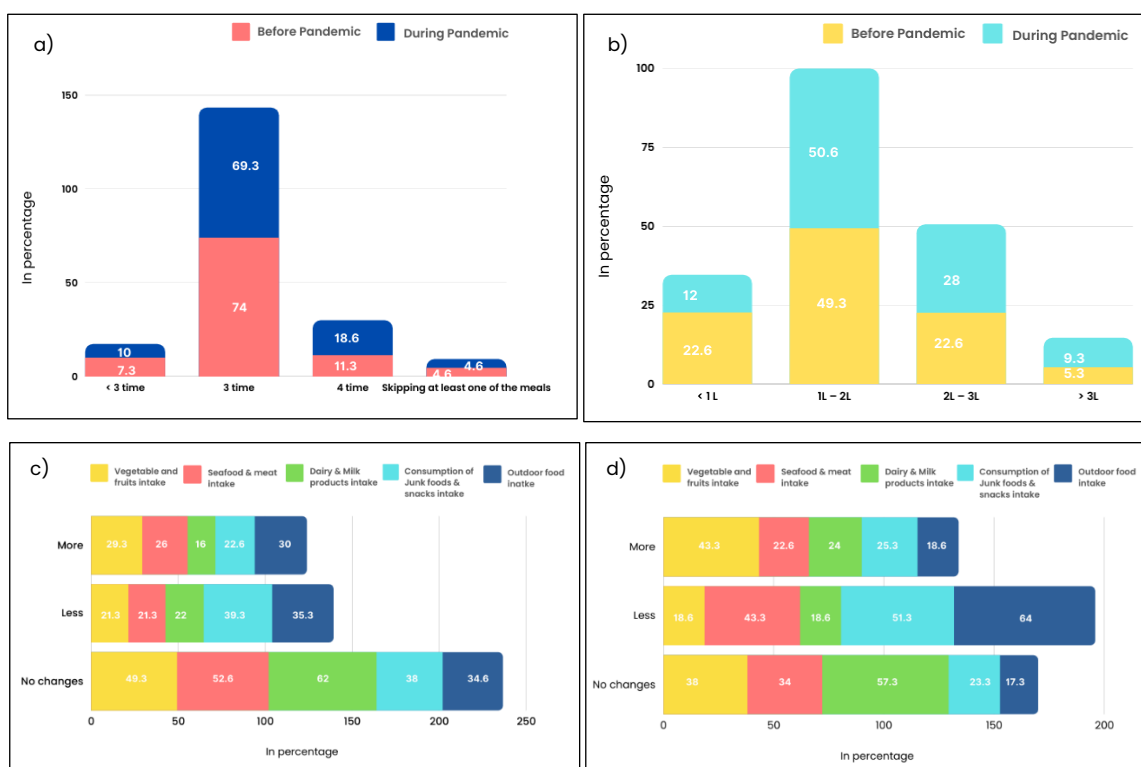 a)
Before Pandemic
During Pandemic
In percentage
150
100
50
0
69.3
74
10
7.3
18.6
11.3
4.6
4.6
< 3 time
3 time
4 time
Skipping at least one of the meals
b)
Before Pandemic
During Pandemic
In percentage
100
75
50
25
0
12
22.6
50.6
49.3
28
22.6
9.3
5.3
< 1 L
1L – 2L
2L – 3L
> 3L
c)
Vegetable and
fruits intake
Seafood & meat
intake
Dairy & Milk
products intake
Consumption of
Junk foods &
snacks intake
Outdoor food
inatke
More
29.3
26
16
22.6
30
Less
21.3
21.3
22
39.3
35.3
No changes
49.3
52.6
62
38
34.6
0
50
100
150
200
250
In percentage
d)
Vegetable and
fruits intake
Seafood & meat
intake
Dairy & Milk
products intake
Consumption of
Junk foods &
snacks intake
Outdoor food
intake
More
43.3
22.6
24
25.3
18.6
Less
18.6
43.3
18.6
51.3
64
No changes
38
34
57.3
23.3
17.3
0
50
100
150
200
In percentage